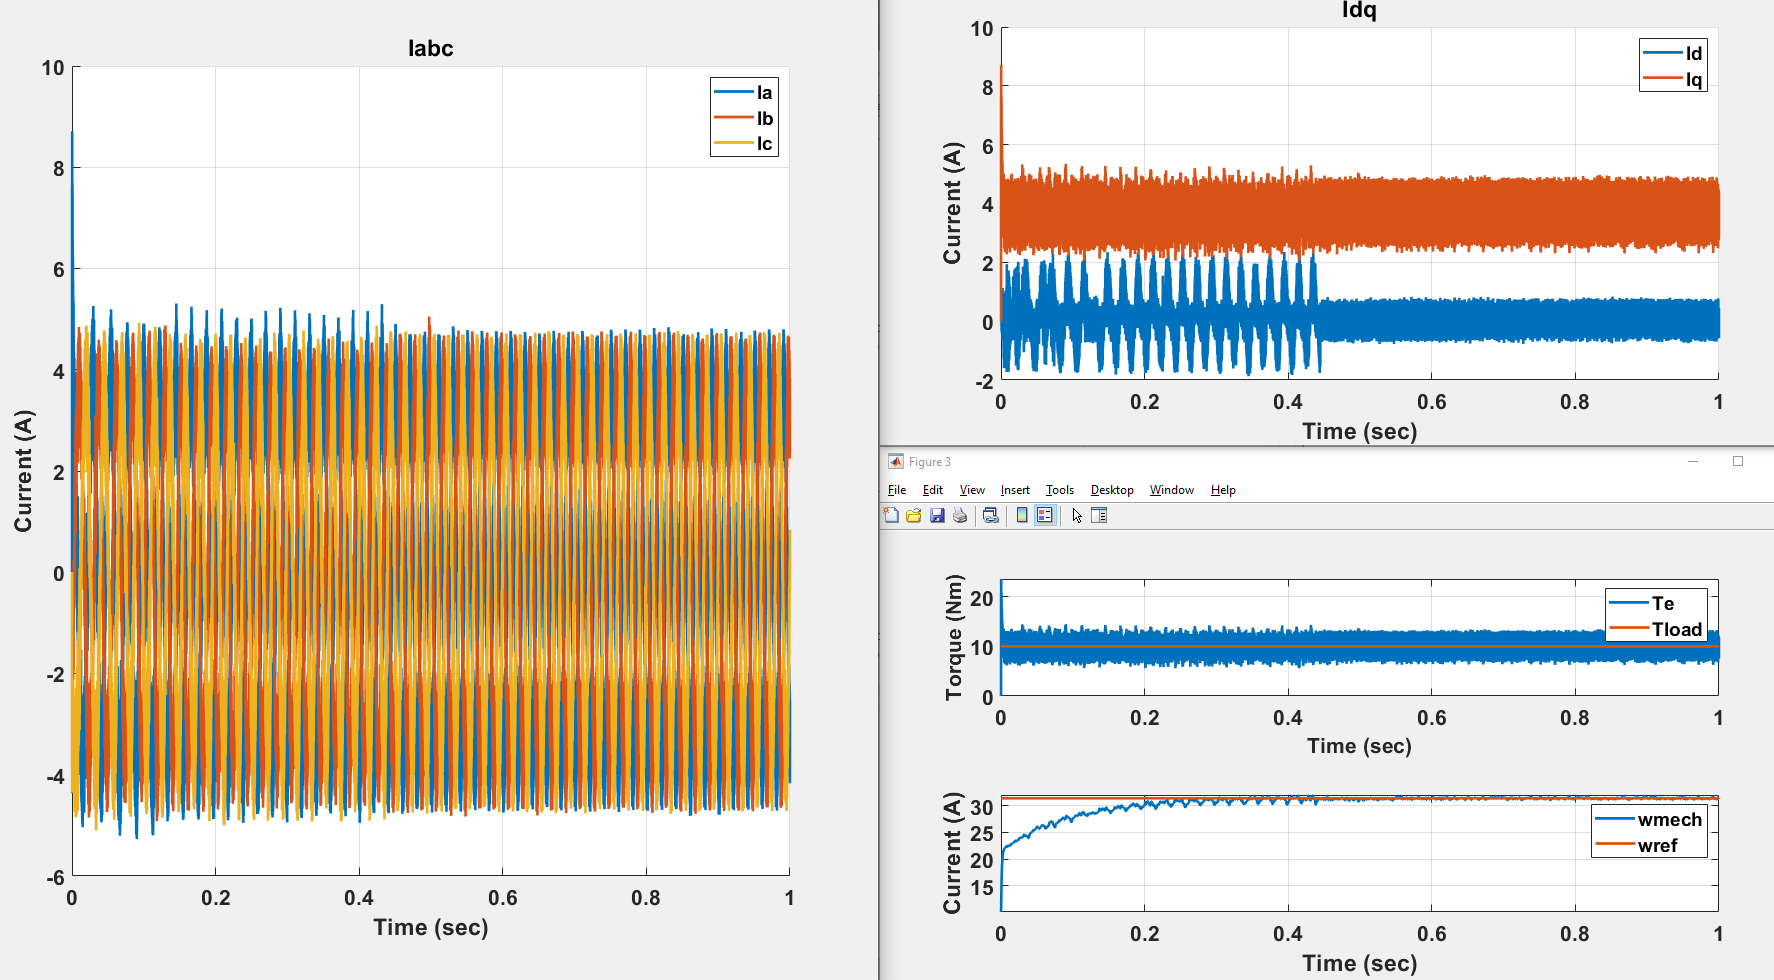 Iabc
10
8
6
4
2
0
-2
-4
-6
Current (A)
Ia
Ib
Ic
0 0.2 0.4 0.6 0.8 1
Time (sec)
Idq
10
8
6
4
2
0
-2
Current (A)
Id
Iq
0 0.2 0.4 0.6 0.8 1
Time (sec)
Figure 3
File Edit View Insert Tools Desktop Window Help
20
10
0
Torque (Nm)
Te
Tload
0 0.2 0.4 0.6 0.8 1
Time (sec)
30
25
20
15
Current (A)
wmech
wref
0 0.2 0.4 0.6 0.8 1
Time (sec)